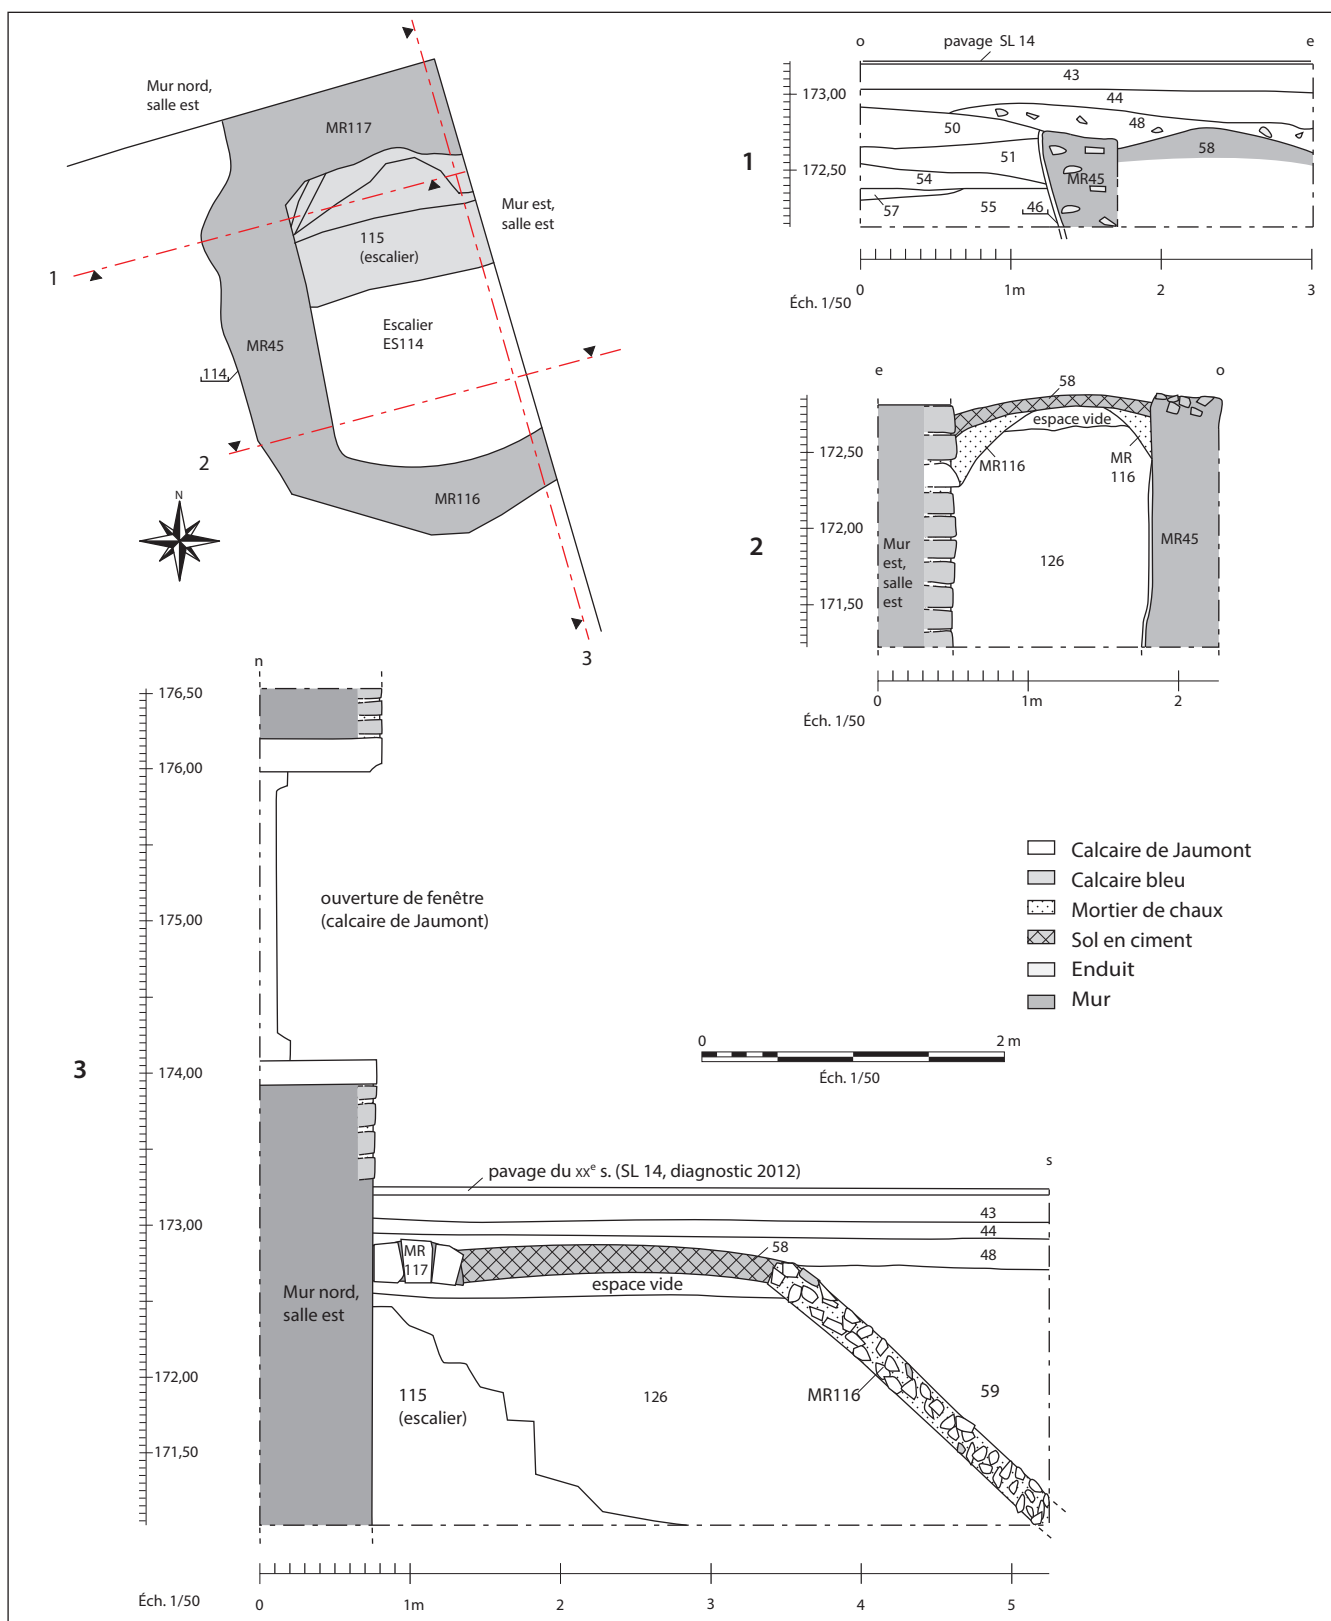 Mur nord,
salle est
MR117
Mur est,
salle est
115
(escalier)
1
Escalier
ES114
MR45
114
2
MR116
N
3
o
pavage SL 14
e
43
173,00
44
48
50
58
1
51
172,50
MR45
54
57
55
46
0
1m
2
3
Éch. 1/50
e
58
o
espace vide
172,50
MR116
MR
116
172,00
2
Mur
est,
salle
est
126
MR45
171,50
0
1m
2
Éch. 1/50
n
176,50
176,00
ouverture de fenêtre
(calcaire de Jaumont)
175,00
3
174,00
Calcaire de Jaumont
Calcaire bleu
Mortier de chaux
Sol en ciment
Enduit
Mur
0
2 m
Éch. 1/50
pavage du XXe s. (SL 14, diagnostic 2012)
s
173,00
43
44
58
48
MR
117
espace vide
Mur nord,
salle est
172,00
115
(escalier)
126
MR116
59
171,50
Éch. 1/50
0
1m
2
3
4
5